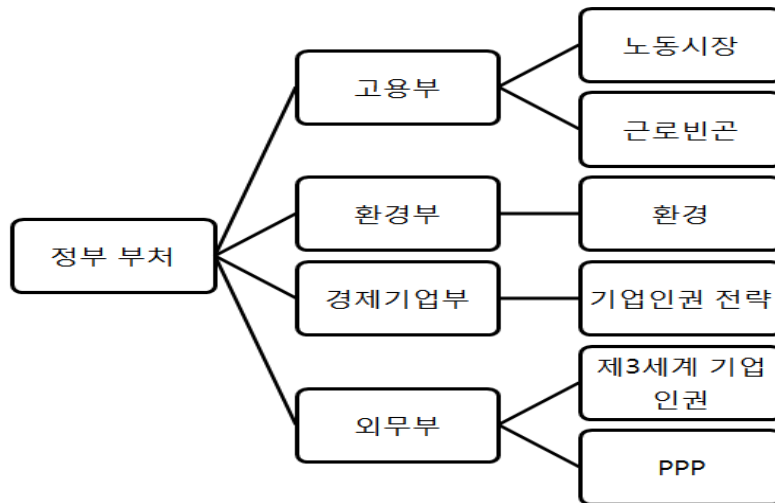 정부 부처
고용부
노동시장
근로빈곤
환경부
환경
경제기업부
기업인권 전략
외무부
제3세계 기업
인권
PPP